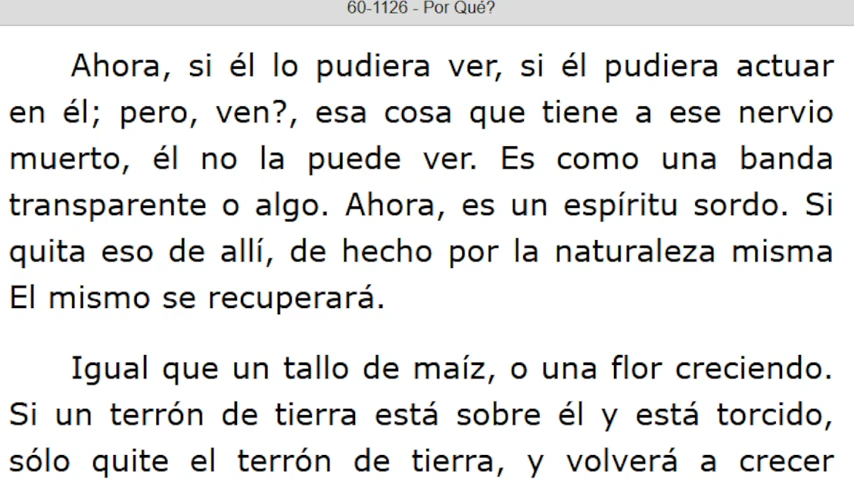 60-1126 - Por Qué?
Ahora, si él lo pudiera ver, si él pudiera actuar
en él; pero, ven?, esa cosa que tiene a ese nervio
muerto, él no la puede ver. Es como una banda
transparente o algo. Ahora, es un espíritu sordo. Si
quita eso de allí, de hecho por la naturaleza misma
El mismo se recuperará.
Igual que un tallo de maíz, o una flor creciendo.
Si un terrón de tierra está sobre él y está torcido,
sólo quite el terrón de tierra, y volverá a crecer